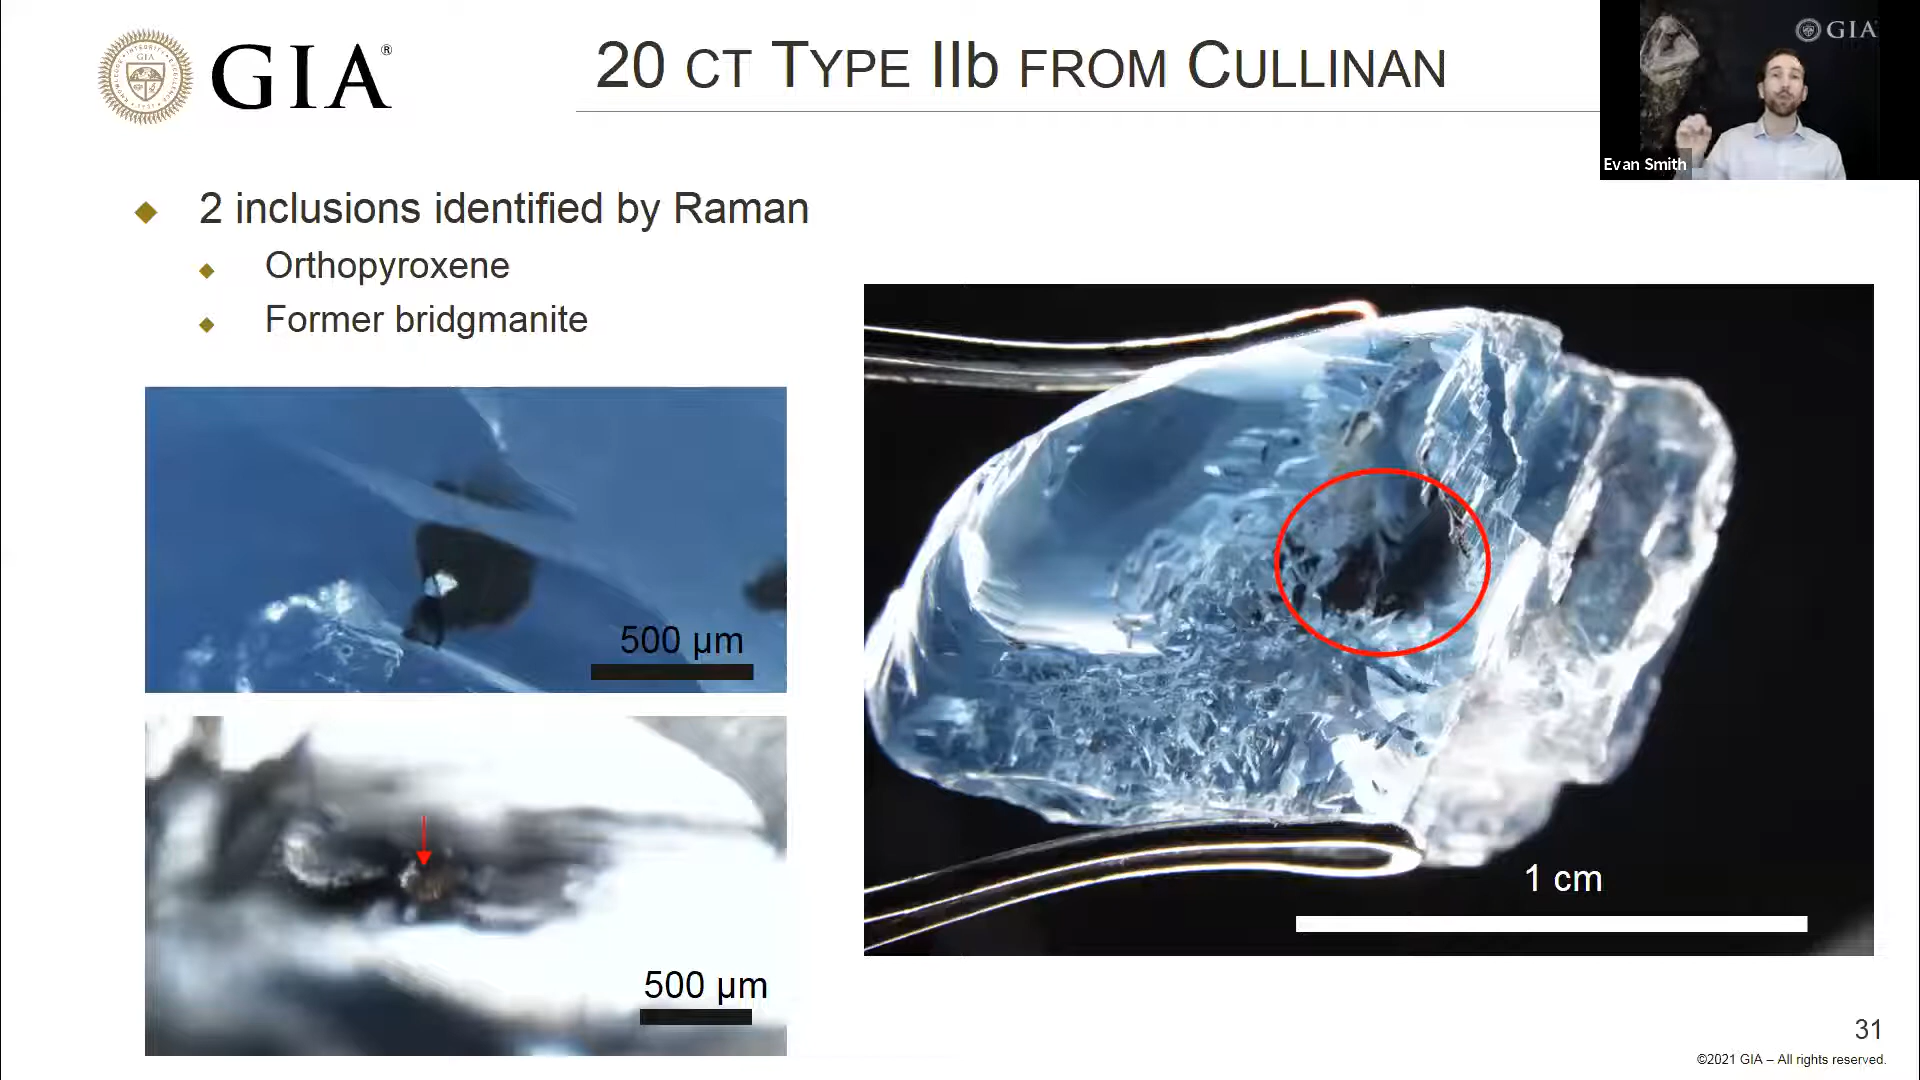 GIA®
20 CT TYPE IIb FROM CULLINAN
GIA
Evan Smith
2 inclusions identified by Raman
Orthopyroxene
Former bridgmanite
500 µm
500 µm
1 cm
31
©2021 GIA – All rights reserved.